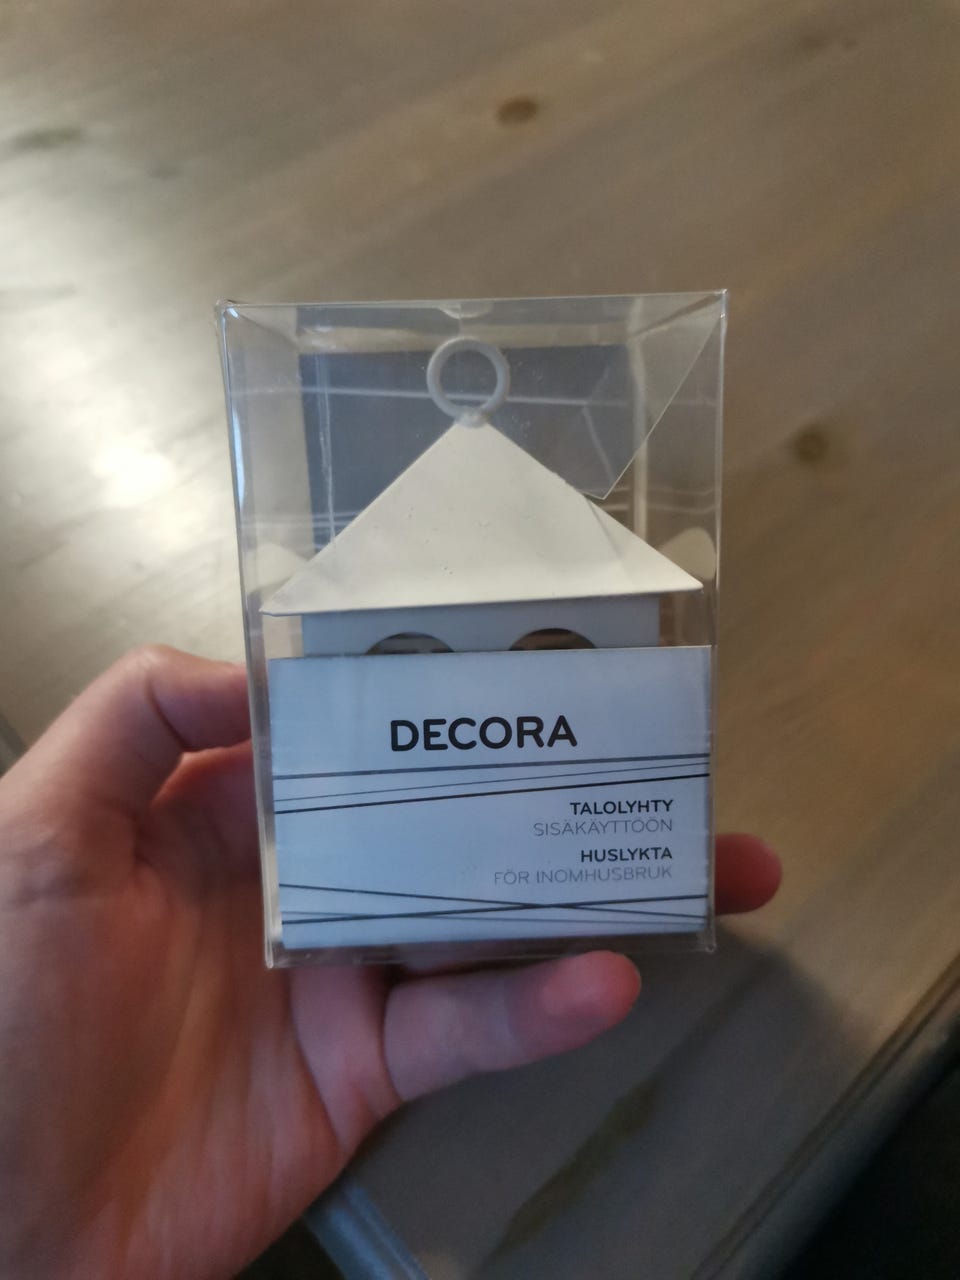 DECORA
TALOLYHTY
SISÄKÄYTTÖÖN
HUSLYKTA
FÖR INOMHUSBRUK